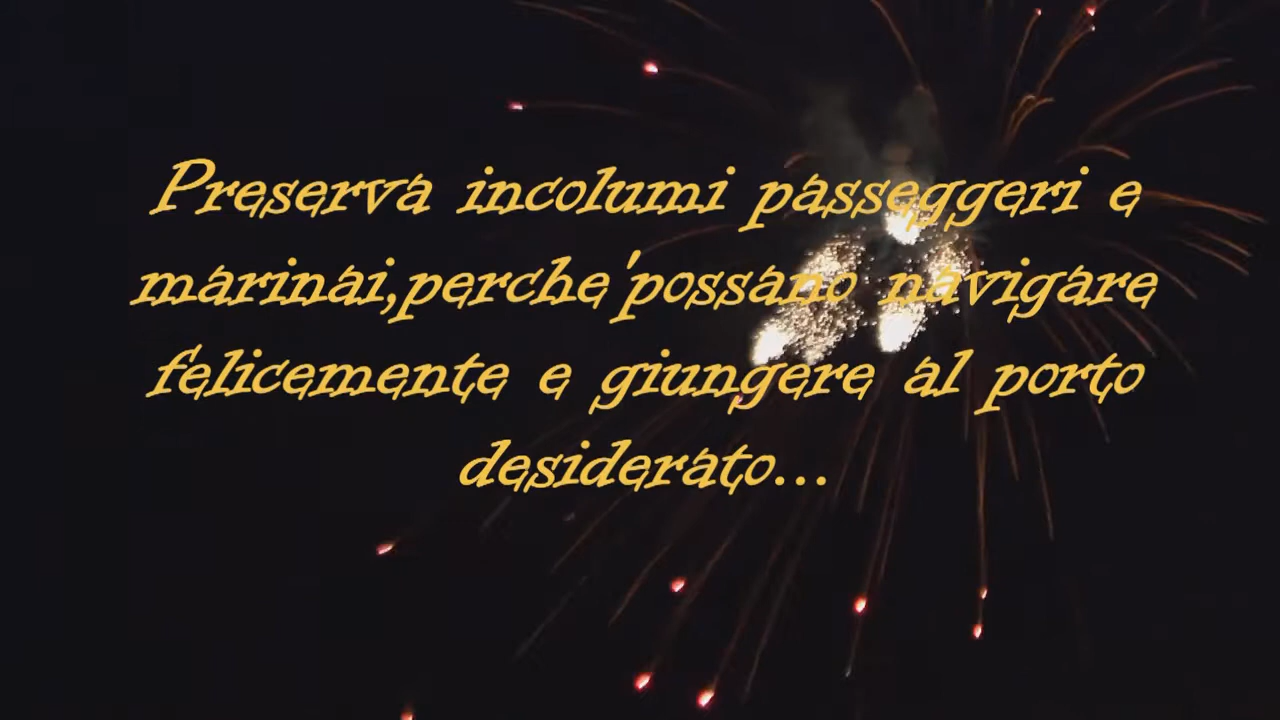 Preserva incolumi passeggeri e
marinai,perche'possano navigare
felicemente e giungere al porto
desiderato...